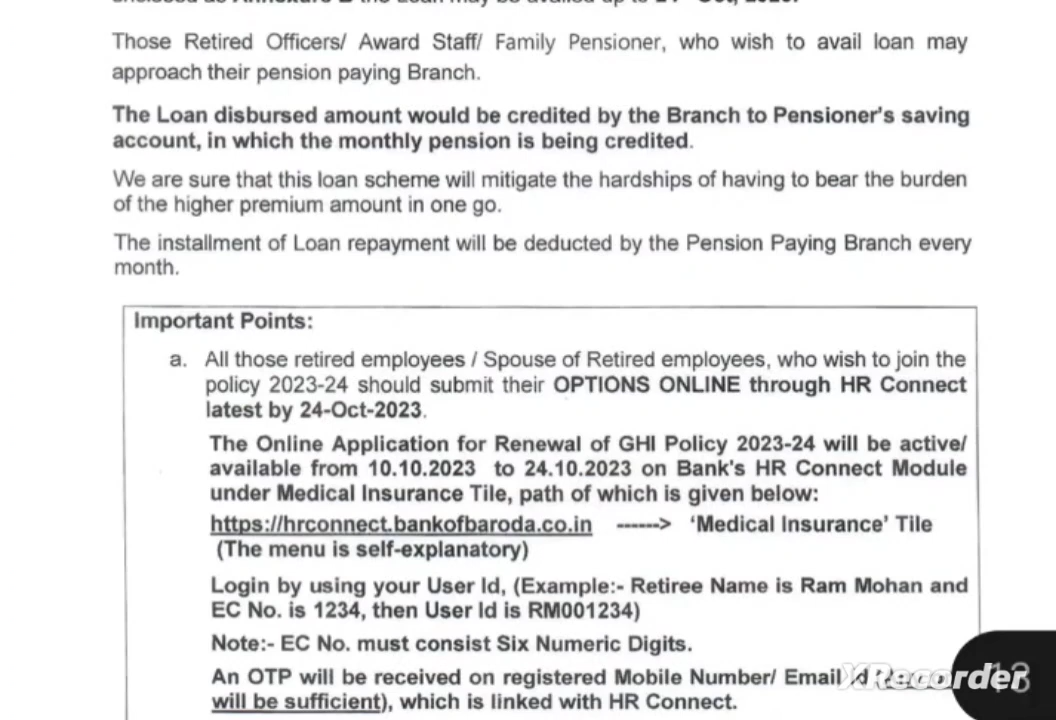 Those Retired Officers/ Award Staff/ Family Pensioner, who wish to avail loan may
approach their pension paying Branch.
The Loan disbursed amount would be credited by the Branch to Pensioner's saving
account, in which the monthly pension is being credited.
We are sure that this loan scheme will mitigate the hardships of having to bear the burden
of the higher premium amount in one go.
The installment of Loan repayment will be deducted by the Pension Paying Branch every
month.
Important Points:
a. All those retired employees / Spouse of Retired employees, who wish to join the
policy 2023-24 should submit their OPTIONS ONLINE through HR Connect
latest by 24-Oct-2023.
The Online Application for Renewal of GHI Policy 2023-24 will be active/
available from 10.10.2023 to 24.10.2023 on Bank's HR Connect Module
under Medical Insurance Tile, path of which is given below:
https://hrconnect.bankofbaroda.co.in ------> 'Medical Insurance' Tile
(The menu is self-explanatory)
Login by using your User Id, (Example:- Retiree Name is Ram Mohan and
EC No. is 1234, then User Id is RM001234)
Note:- EC No. must consist Six Numeric Digits.
An OTP will be received on registered Mobile Number/ Email Id
will be sufficient), which is linked with HR Connect.
XRecorder